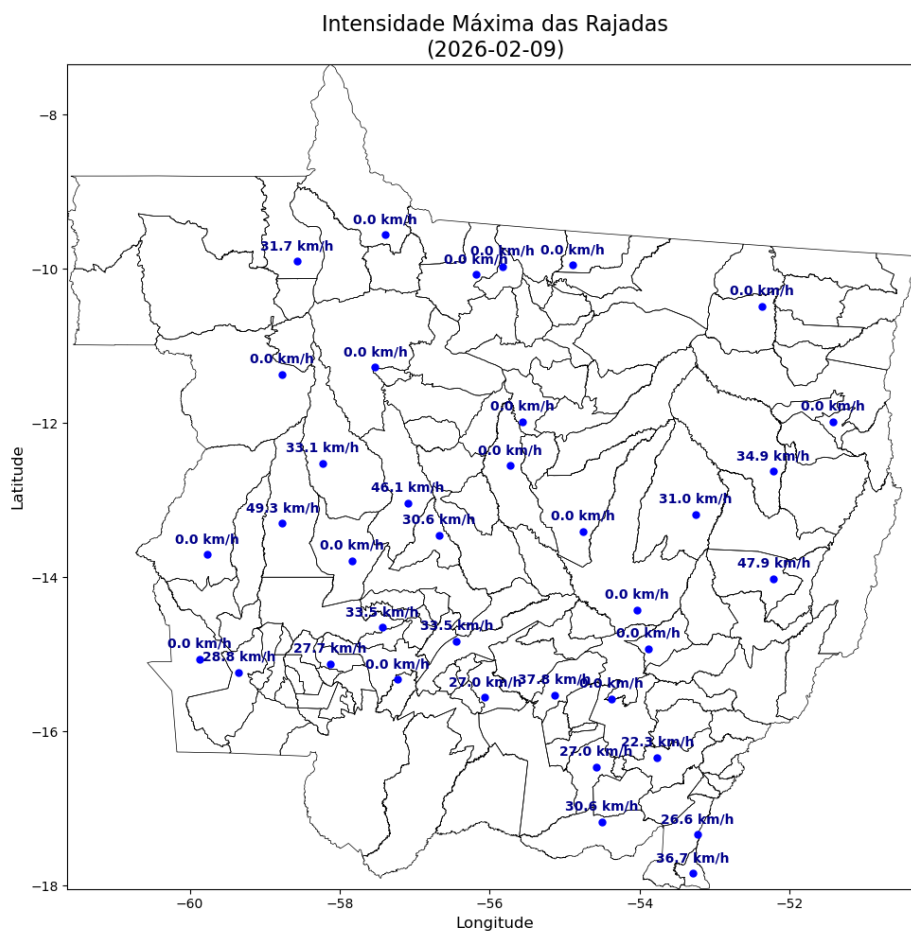 Intensidade Máxima das Rajadas
(2026-02-09)
Latitude
−8
−10
−12
−14
−16
−18
0.0 km/h
31.7 km/h
0.0 km/h
0.0 km/h
0.0 km/h
0.0 km/h
0.0 km/h
0.0 km/h
0.0 km/h
0.0 km/h
33.1 km/h
0.0 km/h
34.9 km/h
46.1 km/h
49.3 km/h
30.6 km/h
31.0 km/h
0.0 km/h
0.0 km/h
0.0 km/h
47.9 km/h
0.0 km/h
33.5 km/h
33.5 km/h
0.0 km/h
0.0 km/h
28.8 km/h
27.7 km/h
0.0 km/h
27.0 km/h
37.8 km/h
0.0 km/h
22.3 km/h
27.0 km/h
30.6 km/h
26.6 km/h
36.7 km/h
−60
−58
−56
−54
−52
Longitude